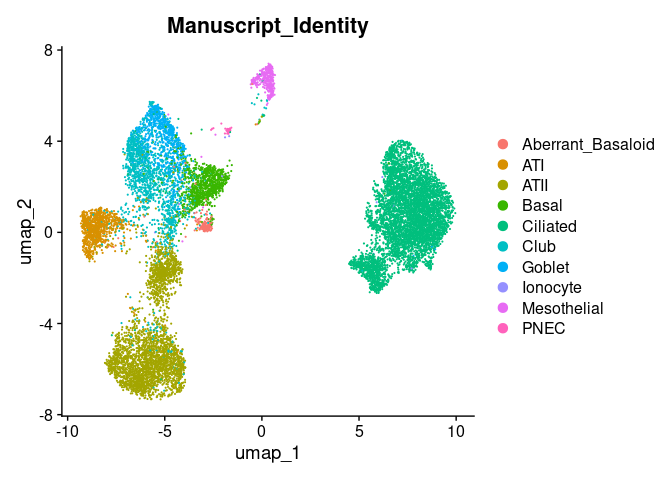 Manuscript_Identity
8
4
0
-4
-8
umap_2
-10
-5
0
5
10
umap_1
Aberrant_Basaloid
ATI
ATII
Basal
Ciliated
Club
Goblet
Ionocyte
Mesothelial
PNEC